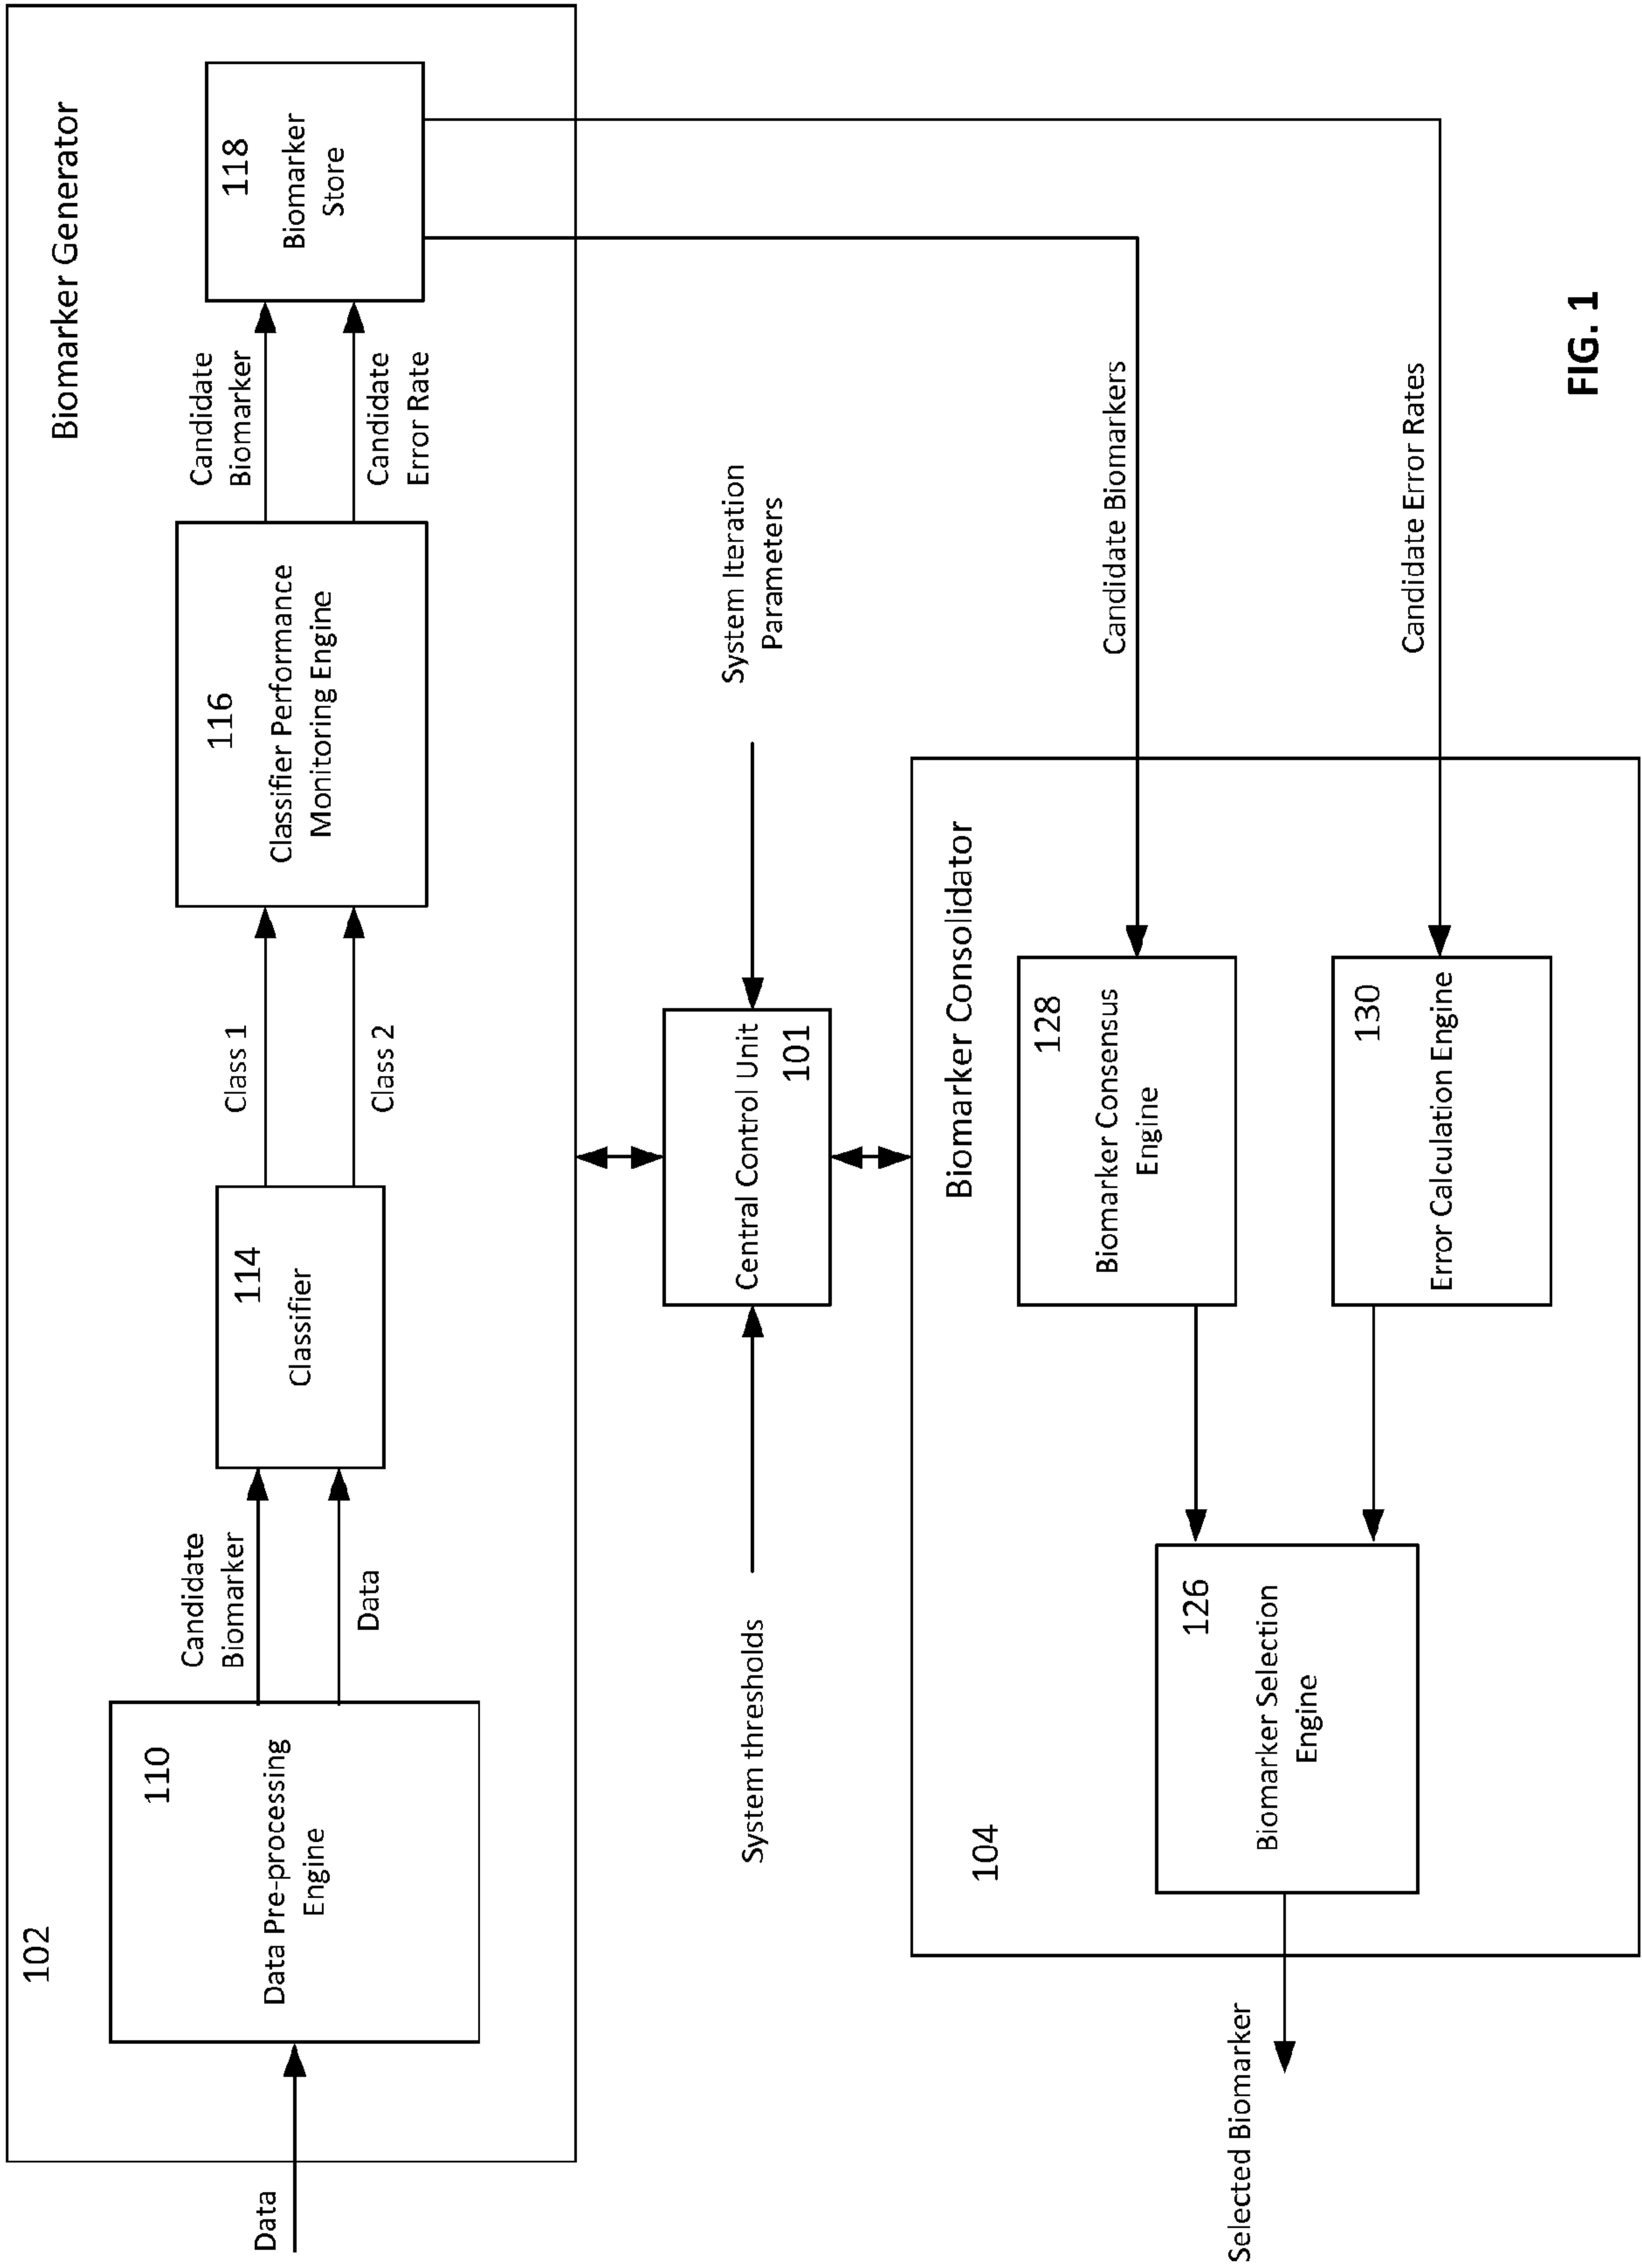 102
Biomarker Generator
Data
110
Data Pre-processing
Engine
Candidate
Biomarker
Data
114
Classifier
Class 1
Class 2
116
Classifier Performance
Monitoring Engine
Candidate
Biomarker
Candidate
Error Rate
118
Biomarker
Store
System thresholds
Central Control Unit
101
System Iteration
Parameters
104
Biomarker Consolidator
128
Biomarker Consensus
Engine
Candidate Biomarkers
126
Biomarker Selection
Engine
Selected Biomarker
130
Error Calculation Engine
Candidate Error Rates
FIG. 1